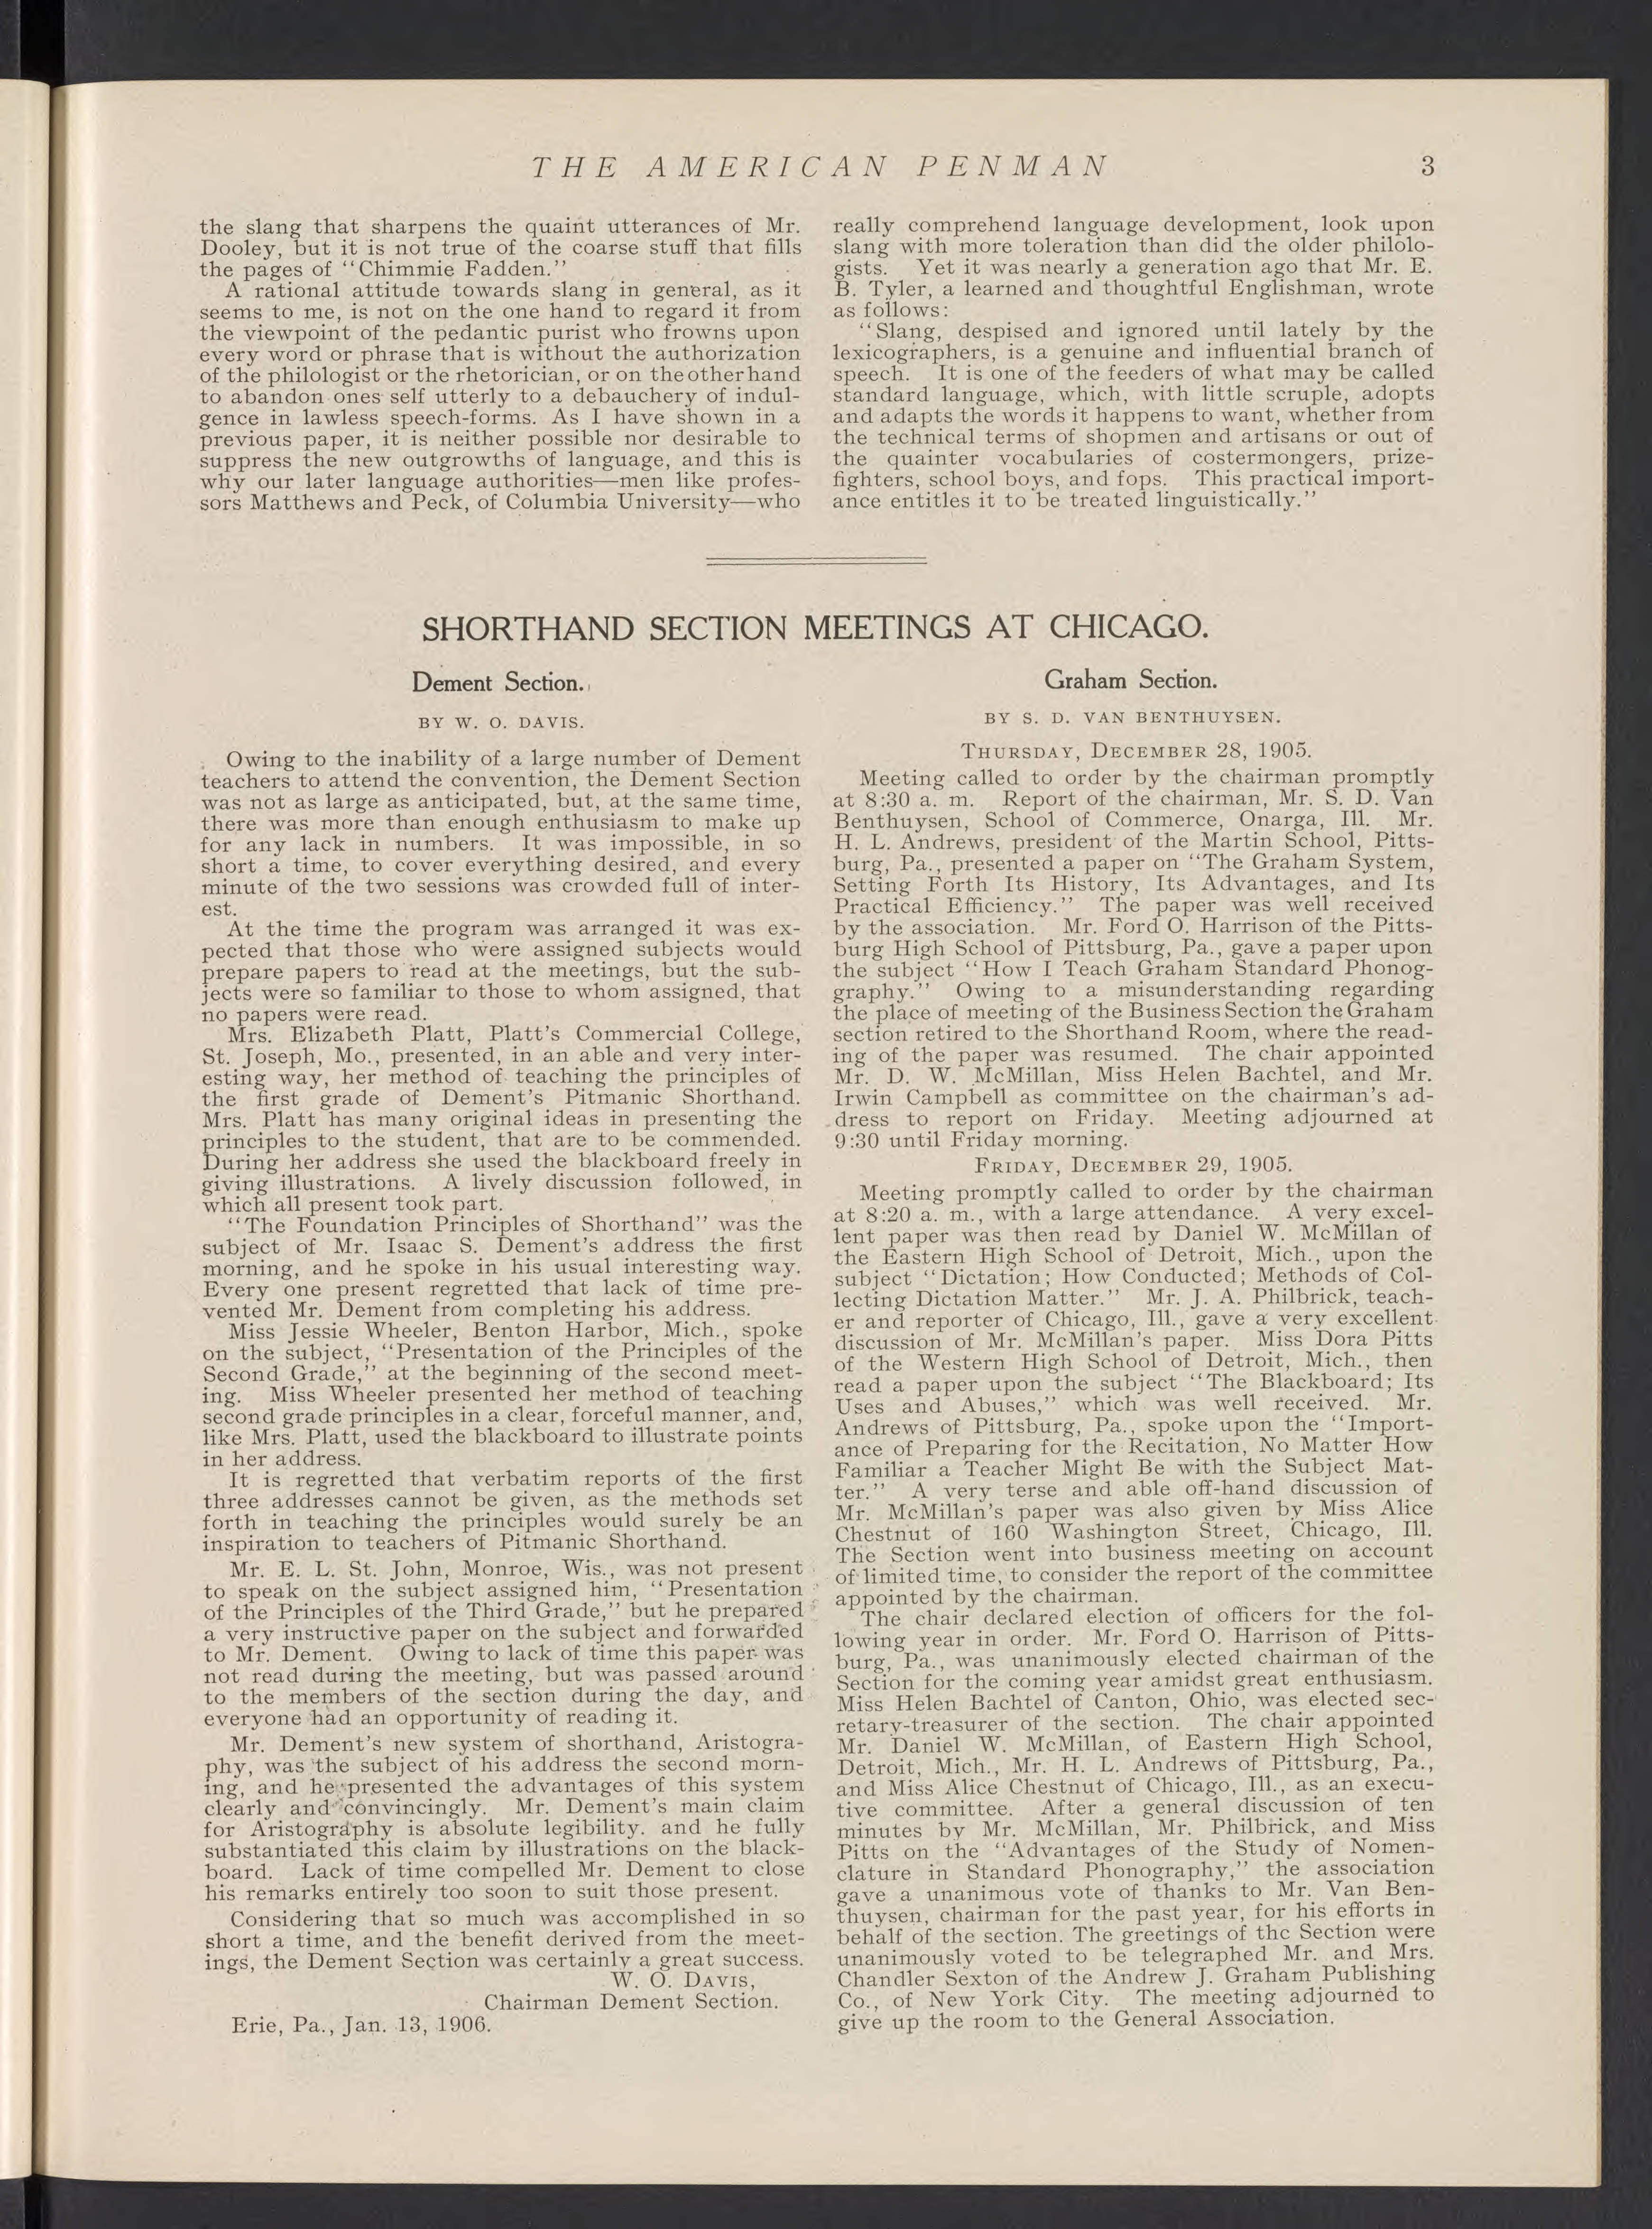 THE AMERICAN PENMAN
3
the slang that sharpens the quaint utterances of Mr.
Dooley, but it is not true of the coarse stuff that fills
the pages of "Chimmie Fadden."
A rational attitude towards slang in general, as it
seems to me, is not on the one hand to regard it from
the viewpoint of the pedantic purist who frowns upon
every word or phrase that is without the authorization
of the philologist or the rhetorician, or on the other hand
to abandon ones self utterly to a debauchery of indul-
gence in lawless speech-forms. As I have shown in a
previous paper, it is neither possible nor desirable to
suppress the new outgrowths of language, and this is
why our later language authorities—men like profes-
sors Matthews and Peck, of Columbia University—who
really comprehend language development, look upon
slang with more toleration than did the older philolo-
gists. Yet it was nearly a generation ago that Mr. E.
B. Tyler, a learned and thoughtful Englishman, wrote
as follows:
"Slang, despised and ignored until lately by the
lexicographers, is a genuine and influential branch of
speech. It is one of the feeders of what may be called
standard language, which, with little scruple, adopts
and adapts the words it happens to want, whether from
the technical terms of shopmen and artisans or out of
the quainter vocabularies of costermongers, prize-
fighters, school boys, and fops. This practical import-
ance entitles it to be treated linguistically."
SHORTHAND SECTION MEETINGS AT CHICAGO.
Dement Section.
BY W. O. DAVIS.
Owing to the inability of a large number of Dement
teachers to attend the convention, the Dement Section
was not as large as anticipated, but, at the same time,
there was more than enough enthusiasm to make up
for any lack in numbers. It was impossible, in so
short a time, to cover everything desired, and every
minute of the two sessions was crowded full of inter-
est.
At the time the program was arranged it was ex-
pected that those who were assigned subjects would
prepare papers to read at the meetings, but the sub-
jects were so familiar to those to whom assigned, that
no papers were read.
Mrs. Elizabeth Platt, Platt's Commercial College,
St. Joseph, Mo., presented, in an able and very inter-
esting way, her method of teaching the principles of
the first grade of Dement's Pitmanic Shorthand.
Mrs. Platt has many original ideas in presenting the
principles to the student, that are to be commended.
During her address she used the blackboard freely in
giving illustrations. A lively discussion followed, in
which all present took part.
"The Foundation Principles of Shorthand" was the
subject of Mr. Isaac S. Dement's address the first
morning, and he spoke in his usual interesting way.
Every one present regretted that lack of time pre-
vented Mr. Dement from completing his address.
Miss Jessie Wheeler, Benton Harbor, Mich., spoke
on the subject, "Presentation of the Principles of the
Second Grade," at the beginning of the second meet-
ing. Miss Wheeler presented her method of teaching
second grade principles in a clear, forceful manner, and,
like Mrs. Platt, used the blackboard to illustrate points
in her address.
It is regretted that verbatim reports of the first
three addresses cannot be given, as the methods set
forth in teaching the principles would surely be an
inspiration to teachers of Pitmanic Shorthand.
Mr. E. L. St. John, Monroe, Wis., was not present
to speak on the subject assigned him, "Presentation
of the Principles of the Third Grade," but he prepared
a very instructive paper on the subject and forwarded
to Mr. Dement. Owing to lack of time this paper was
not read during the meeting, but was passed around
to the members of the section during the day, and
everyone had an opportunity of reading it.
Mr. Dement's new system of shorthand, Aristogra-
phy, was the subject of his address the second morn-
ing, and he presented the advantages of this system
clearly and convincingly. Mr. Dement's main claim
for Aristography is absolute legibility. and he fully
substantiated this claim by illustrations on the black-
board. Lack of time compelled Mr. Dement to close
his remarks entirely too soon to suit those present.
Considering that so much was accomplished in so
short a time, and the benefit derived from the meet-
ings, the Dement Section was certainly a great success.
W. O. DAVIS,
Chairman Dement Section.
Erie, Pa., Jan. 13, 1906.
Graham Section.
BY S. D. VAN BENTHUYSEN.
THURSDAY, DECEMBER 28, 1905.
Meeting called to order by the chairman promptly
at 8:30 a. m. Report of the chairman, Mr. S. D. Van
Benthuysen, School of Commerce, Onarga, Ill. Mr.
H. L. Andrews, president of the Martin School, Pitts-
burg, Pa., presented a paper on "The Graham System,
Setting Forth Its History, Its Advantages, and Its
Practical Efficiency." The paper was well received
by the association. Mr. Ford O. Harrison of the Pitts-
burg High School of Pittsburg, Pa., gave a paper upon
the subject "How I Teach Graham Standard Phonog-
graphy." Owing to a misunderstanding regarding
the place of meeting of the Business Section the Graham
section retired to the Shorthand Room, where the read-
ing of the paper was resumed. The chair appointed
Mr. D. W. McMillan, Miss Helen Bachtel, and Mr.
Irwin Campbell as committee on the chairman's ad-
dress to report on Friday. Meeting adjourned at
9:30 until Friday morning.
FRIDAY, DECEMBER 29, 1905.
Meeting promptly called to order by the chairman
at 8:20 a. m., with a large attendance. A very excel-
lent paper was then read by Daniel W. McMillan of
the Eastern High School of Detroit, Mich., upon the
subject "Dictation; How Conducted; Methods of Col-
lecting Dictation Matter." Mr. J. A. Philbrick, teach-
er and reporter of Chicago, Ill., gave a very excellent
discussion of Mr. McMillan's paper. Miss Dora Pitts
of the Western High School of Detroit, Mich., then
read a paper upon the subject "The Blackboard; Its
Uses and Abuses," which was well received. Mr.
Andrews of Pittsburg, Pa., spoke upon the "Import-
ance of Preparing for the Recitation, No Matter How
Familiar a Teacher Might Be with the Subject Mat-
ter." A very terse and able off-hand discussion of
Mr. McMillan's paper was also given by Miss Alice
Chestnut of 160 Washington Street, Chicago, Ill.
The Section went into business meeting on account
of limited time, to consider the report of the committee
appointed by the chairman.
The chair declared election of officers for the fol-
lowing year in order. Mr. Ford O. Harrison of Pitts-
burg, Pa., was unanimously elected chairman of the
Section for the coming year amidst great enthusiasm.
Miss Helen Bachtel of Canton, Ohio, was elected sec-
retary-treasurer of the section. The chair appointed
Mr. Daniel W. McMillan, of Eastern High School,
Detroit, Mich., Mr. H. L. Andrews of Pittsburg, Pa.,
and Miss Alice Chestnut of Chicago, Ill., as an execu-
tive committee. After a general discussion of ten
minutes by Mr. McMillan, Mr. Philbrick, and Miss
Pitts on the "Advantages of the Study of Nomen-
clature in Standard Phonography," the association
gave a unanimous vote of thanks to Mr. Van Ben-
thuysen, chairman for the past year, for his efforts in
behalf of the section. The greetings of the Section were
unanimously voted to be telegraphed Mr. and Mrs.
Chandler Sexton of the Andrew J. Graham Publishing
Co., of New York City. The meeting adjourned to
give up the room to the General Association.